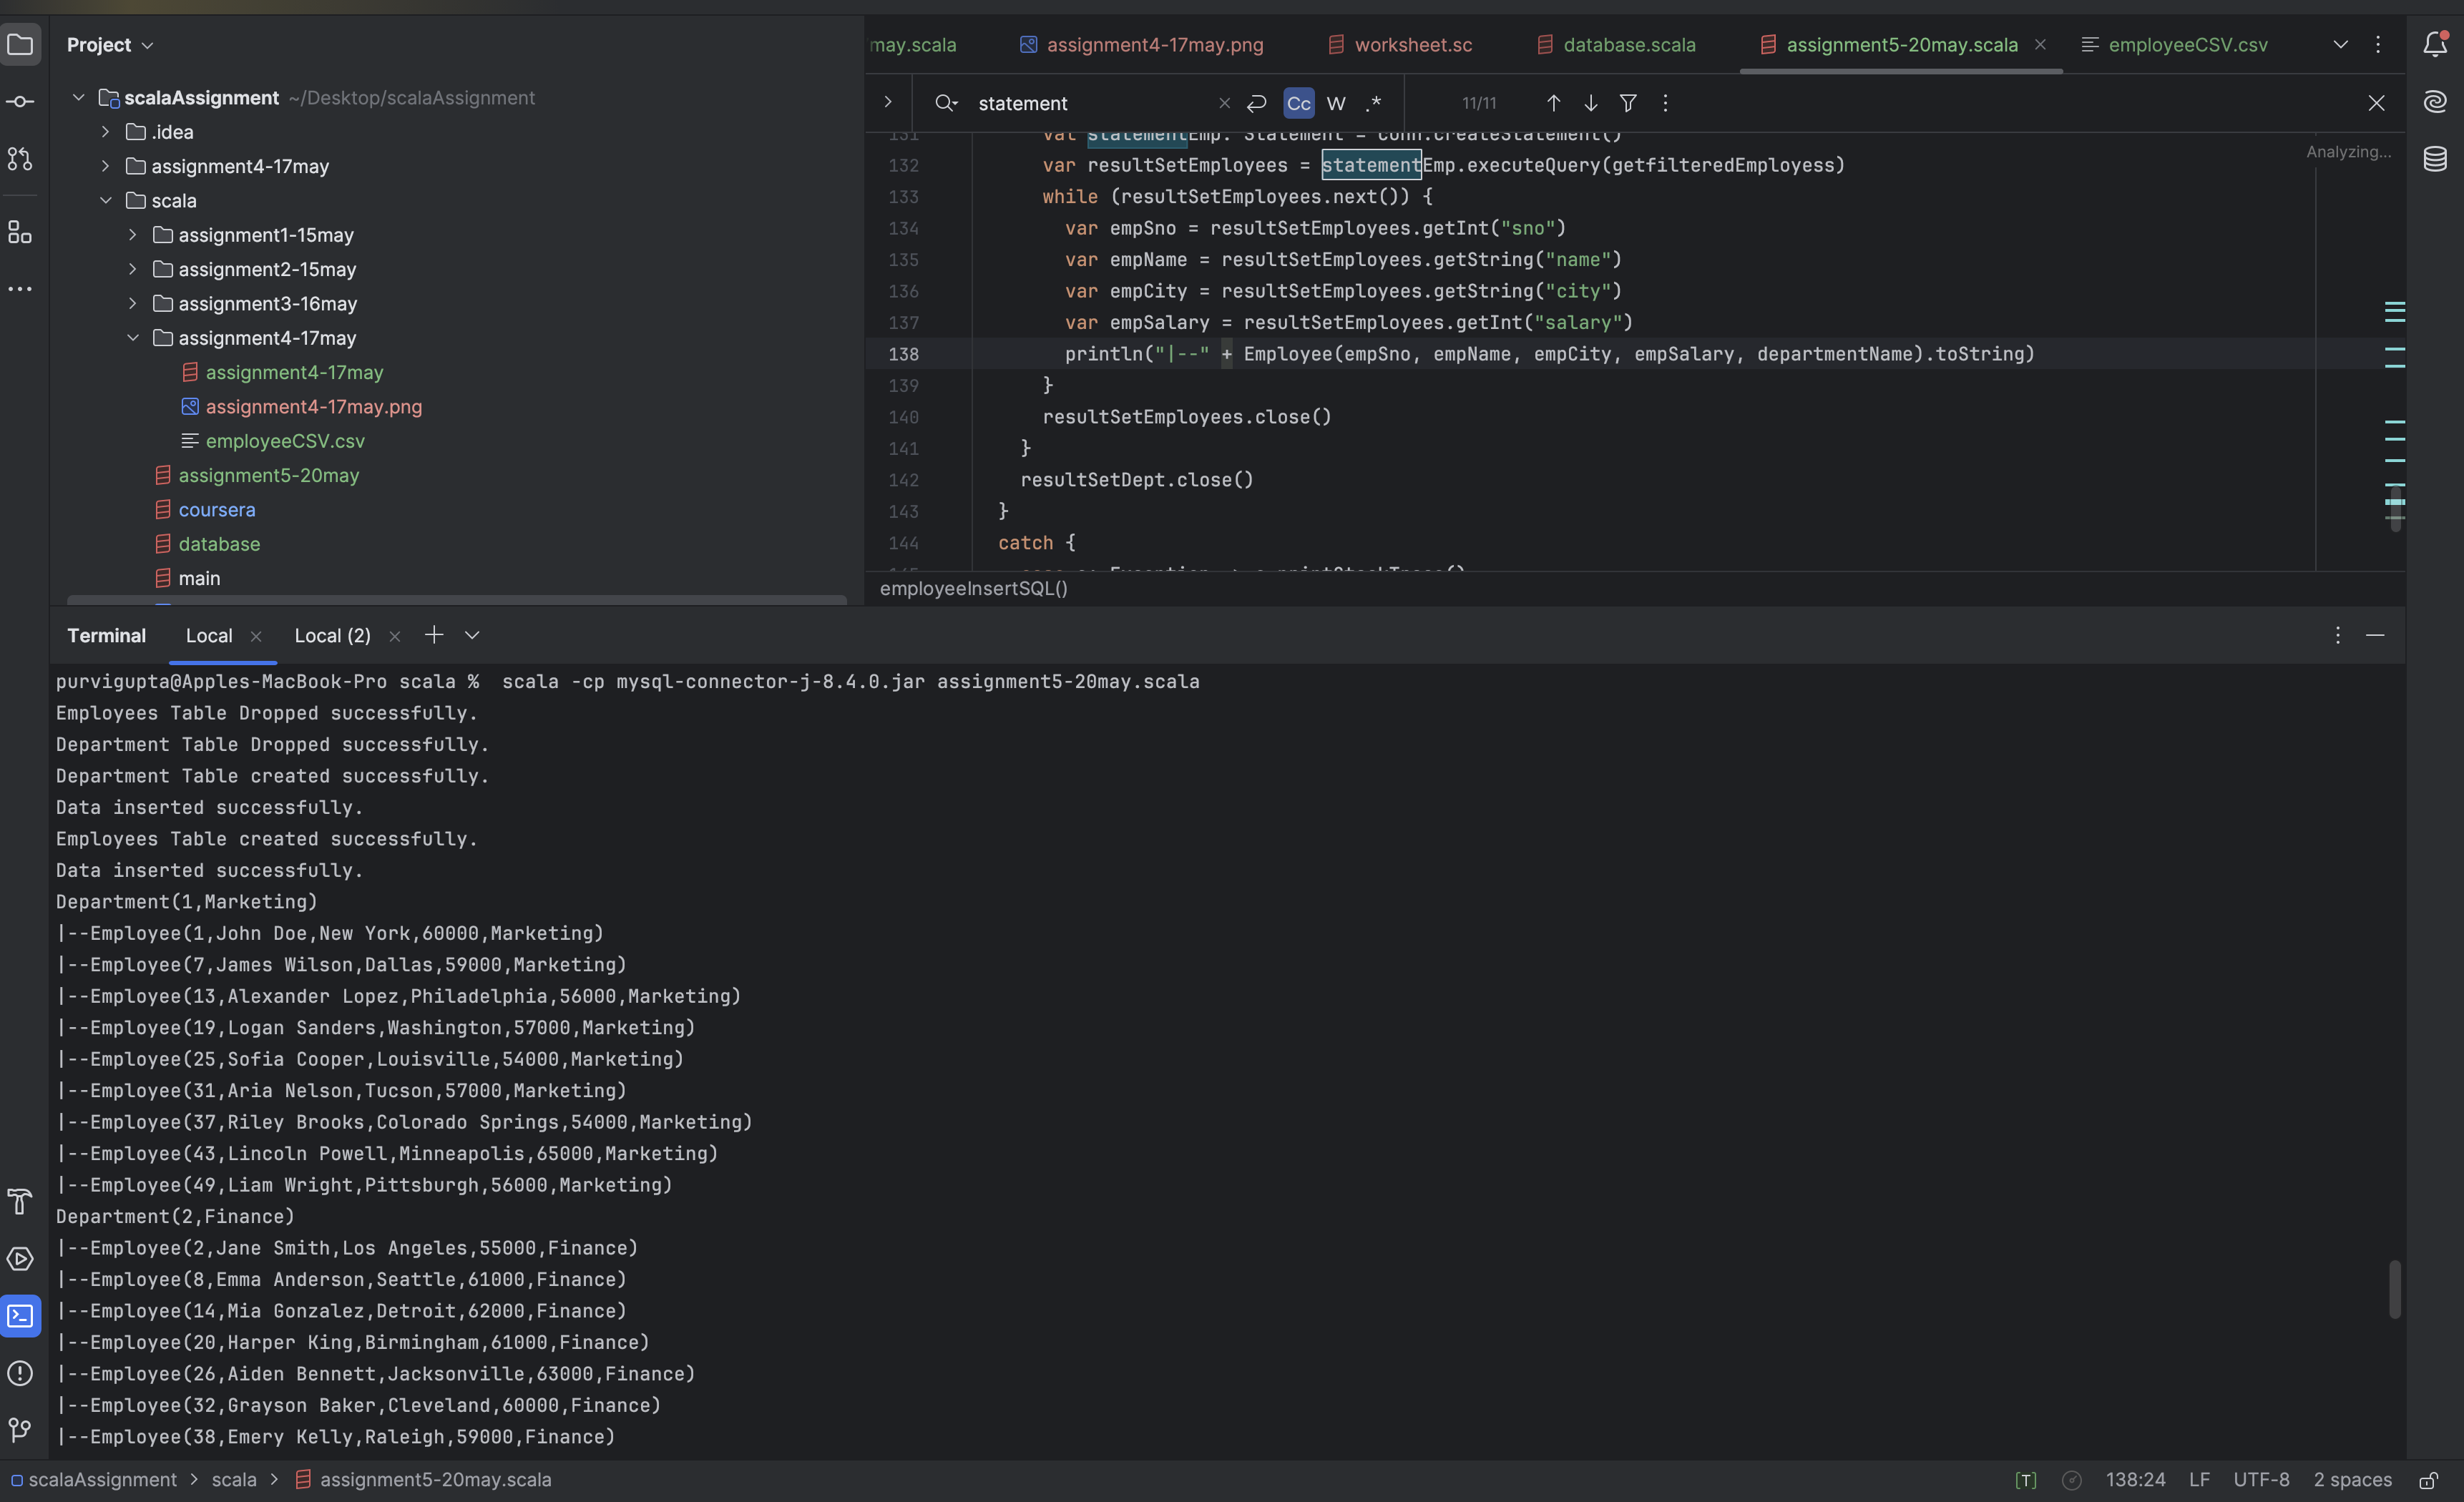 Project
may.scala
assignment4-17may.png
worksheet.sc
database.scala
assignment5-20may.scala
employeeCSV.csv
scalaAssignment ~/Desktop/scalaAssignment
.idea
assignment4-17may
scala
assignment1-15may
assignment2-15may
assignment3-16may
assignment4-17may
assignment4-17may
assignment4-17may.png
employeeCSV.csv
assignment5-20may
coursera
database
main
statement
Cc W .* 11/11
Analyzing...
131 val statementEmp: Statement = conn.createStatement()
132 var resultSetEmployees = statementEmp.executeQuery(getfilteredEmployess)
133 while (resultSetEmployees.next()) {
134 var empSno = resultSetEmployees.getInt("sno")
135 var empName = resultSetEmployees.getString("name")
136 var empCity = resultSetEmployees.getString("city")
137 var empSalary = resultSetEmployees.getInt("salary")
138 println("|--" + Employee(empSno, empName, empCity, empSalary, departmentName).toString)
139 }
140 resultSetEmployees.close()
141 }
142 resultSetDept.close()
143 }
144 catch {
employeeInsertSQL()
Terminal Local Local (2)
purvigupta@Apples-MacBook-Pro scala % scala -cp mysql-connector-j-8.4.0.jar assignment5-20may.scala
Employees Table Dropped successfully.
Department Table Dropped successfully.
Department Table created successfully.
Data inserted successfully.
Employees Table created successfully.
Data inserted successfully.
Department(1,Marketing)
|--Employee(1,John Doe,New York,60000,Marketing)
|--Employee(7,James Wilson,Dallas,59000,Marketing)
|--Employee(13,Alexander Lopez,Philadelphia,56000,Marketing)
|--Employee(19,Logan Sanders,Washington,57000,Marketing)
|--Employee(25,Sofia Cooper,Louisville,54000,Marketing)
|--Employee(31,Aria Nelson,Tucson,57000,Marketing)
|--Employee(37,Riley Brooks,Colorado Springs,54000,Marketing)
|--Employee(43,Lincoln Powell,Minneapolis,65000,Marketing)
|--Employee(49,Liam Wright,Pittsburgh,56000,Marketing)
Department(2,Finance)
|--Employee(2,Jane Smith,Los Angeles,55000,Finance)
|--Employee(8,Emma Anderson,Seattle,61000,Finance)
|--Employee(14,Mia Gonzalez,Detroit,62000,Finance)
|--Employee(20,Harper King,Birmingham,61000,Finance)
|--Employee(26,Aiden Bennett,Jacksonville,63000,Finance)
|--Employee(32,Grayson Baker,Cleveland,60000,Finance)
|--Employee(38,Emery Kelly,Raleigh,59000,Finance)
scalaAssignment > scala > assignment5-20may.scala
[T] 138:24 LF UTF-8 2 spaces